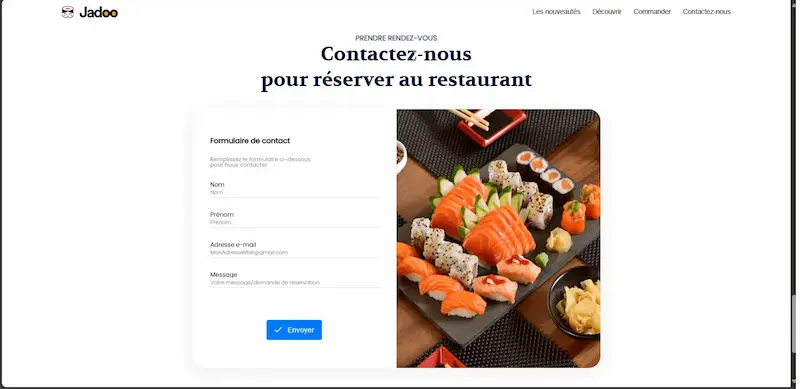 Jadoo
Les nouveautés
Découvrir
Commander
Contactez-nous
PRENDRE RENDEZ-VOUS
Contactez-nous
pour réserver au restaurant
Formulaire de contact
Remplissez le formulaire ci-dessous
pour nous contacter
Nom
Nom
Prénom
Prénom
Adresse e-mail
MonAdresseMail@gmail.com
Message
Votre message/demande de réservation
Envoyer